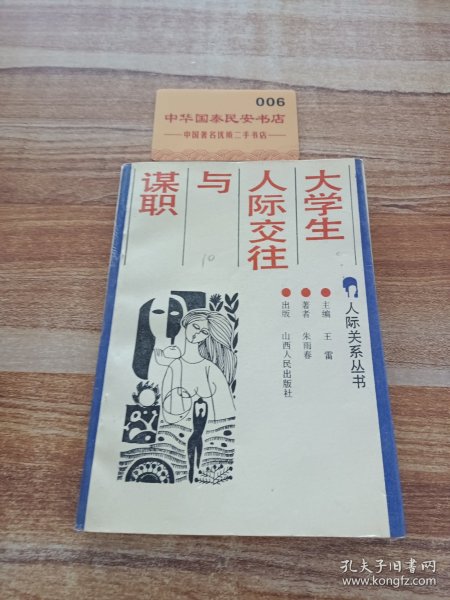 006
中华国泰民安书店
中国著名优质二手书店
大学生
人际交往
与
谋职
人际关系丛书
主编 王雷
著者 朱雨春
出版 山西人民出版社
10
孔夫子旧书网
www.kongfz.com